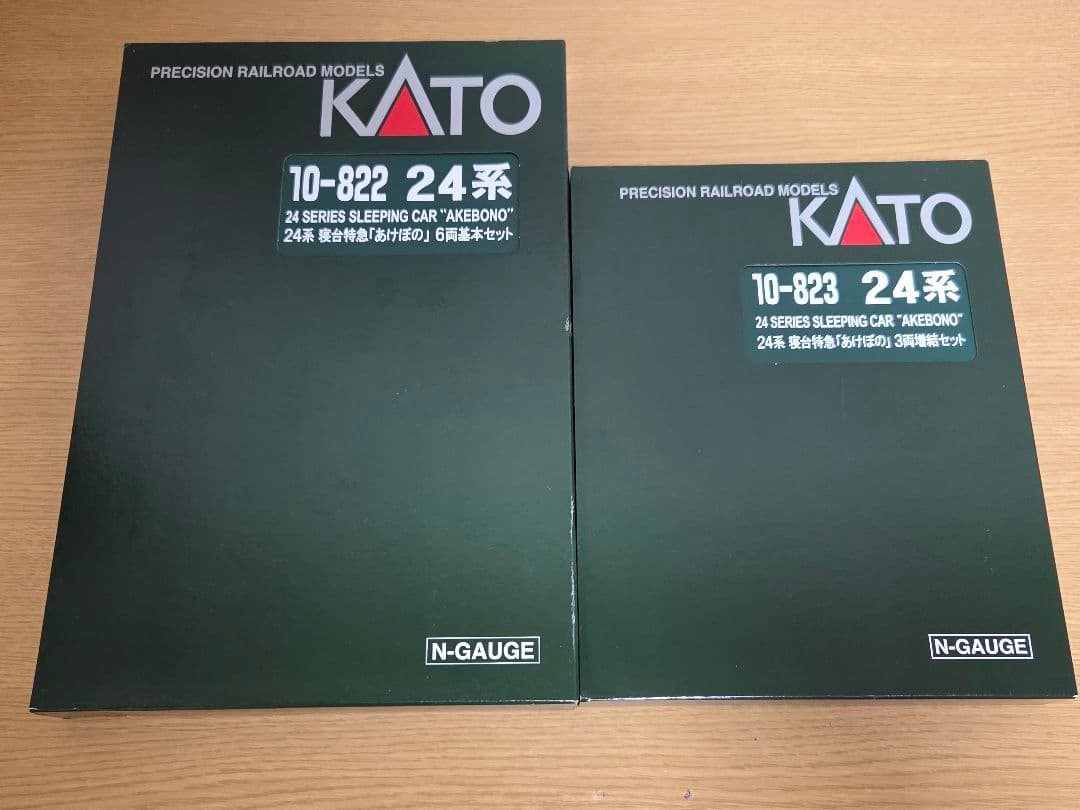 PRECISION RAILROAD MODELS
KATO
10-822 24系
24 SERIES SLEEPING CAR "AKEBONO"
24系 寝台特急「あけぼの」 6両基本セット
N-GAUGE
PRECISION RAILROAD MODELS
KATO
10-823 24系
24 SERIES SLEEPING CAR "AKEBONO"
24系 寝台特急「あけぼの」 3両増結セット
N-GAUGE